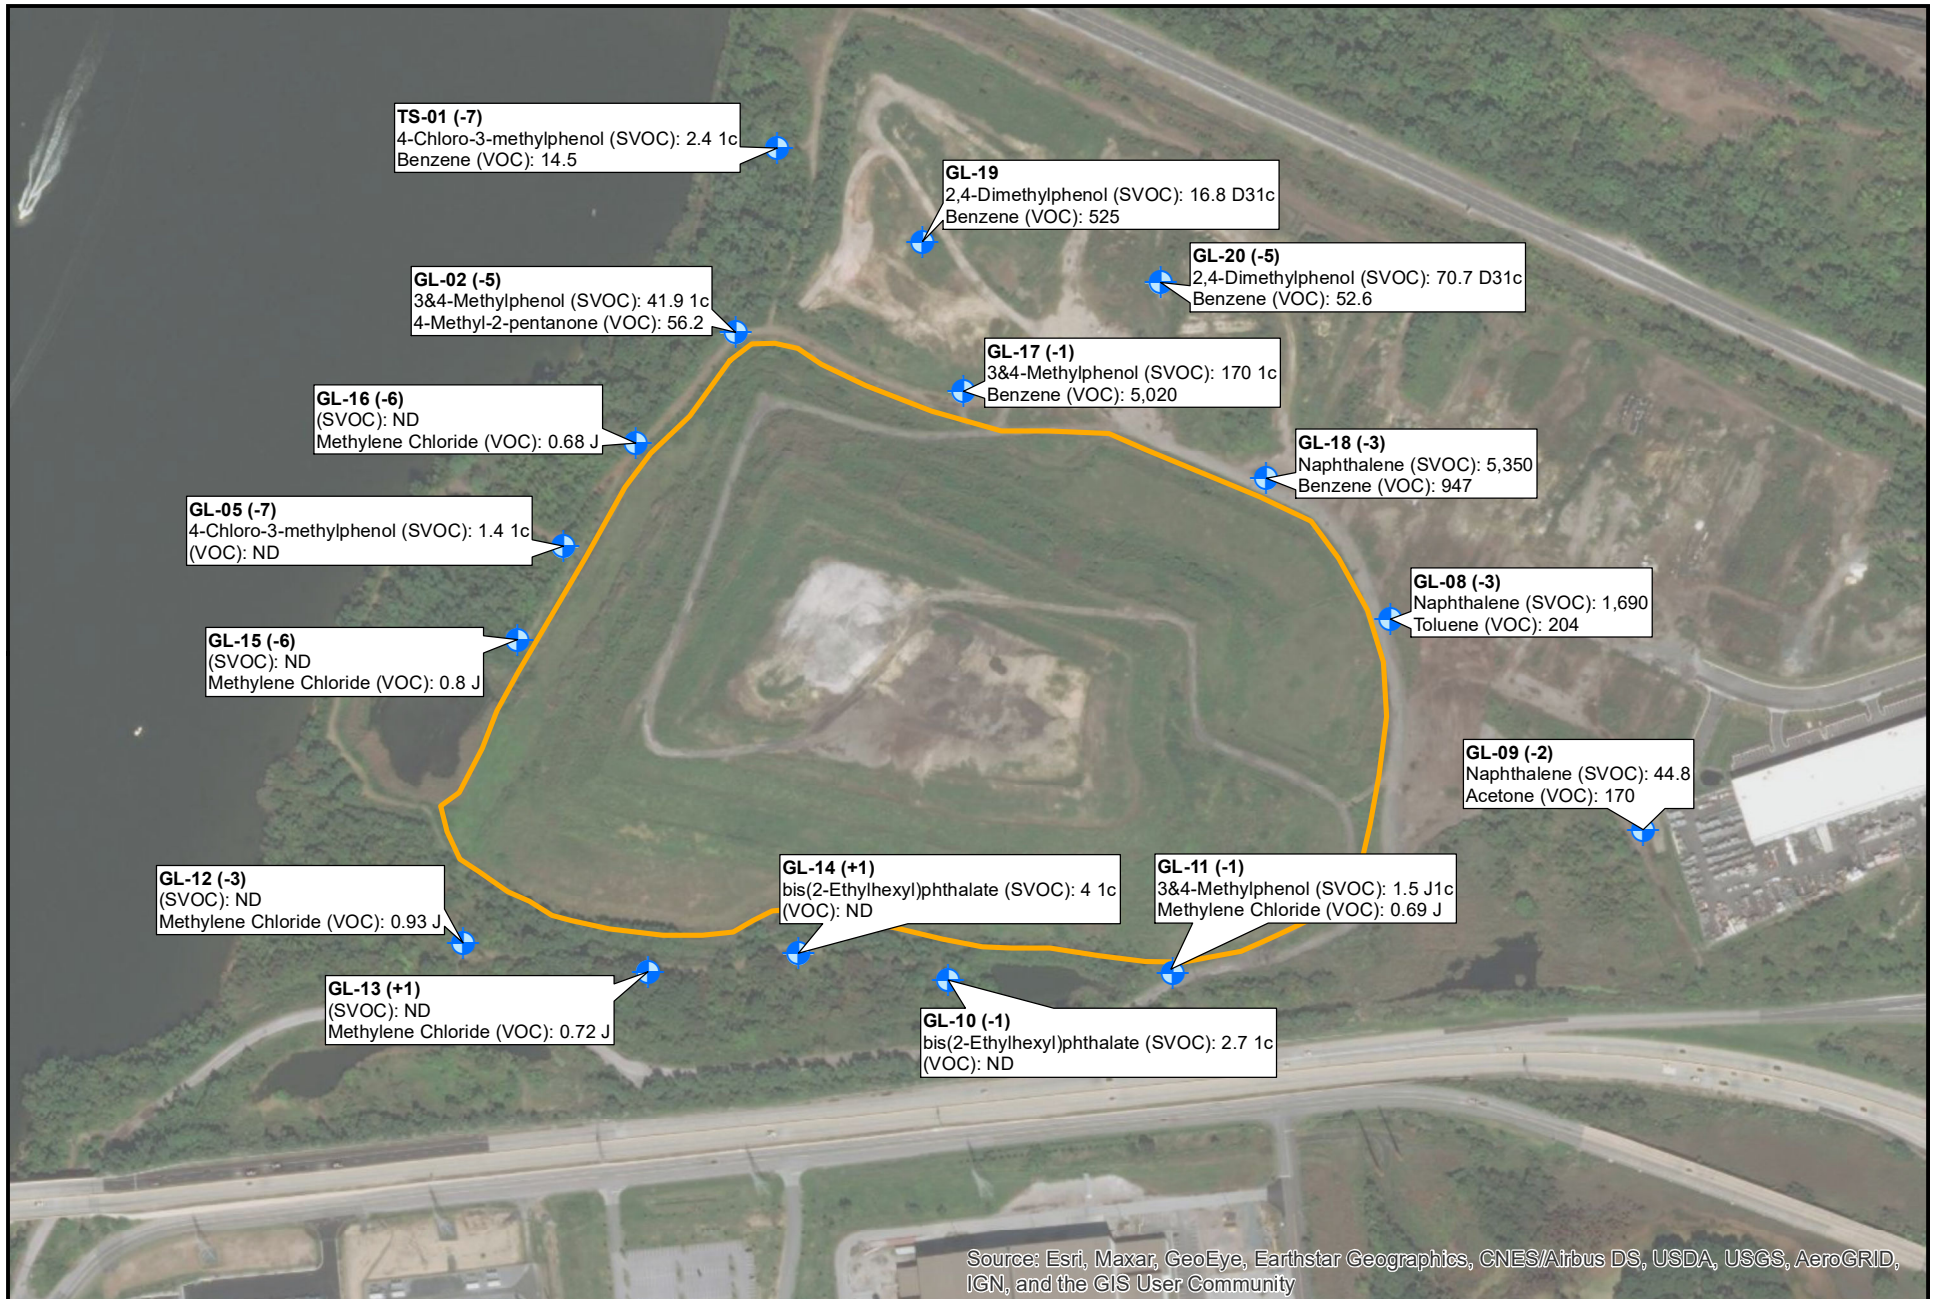 TS-01 (-7)
4-Chloro-3-methylphenol (SVOC): 2.4 1c
Benzene (VOC): 14.5
GL-19
2,4-Dimethylphenol (SVOC): 16.8 D31c
Benzene (VOC): 525
GL-20 (-5)
2,4-Dimethylphenol (SVOC): 70.7 D31c
Benzene (VOC): 52.6
GL-02 (-5)
3&4-Methylphenol (SVOC): 41.9 1c
4-Methyl-2-pentanone (VOC): 56.2
GL-17 (-1)
3&4-Methylphenol (SVOC): 170 1c
Benzene (VOC): 5,020
GL-16 (-6)
(SVOC): ND
Methylene Chloride (VOC): 0.68 J
GL-18 (-3)
Naphthalene (SVOC): 5,350
Benzene (VOC): 947
GL-05 (-7)
4-Chloro-3-methylphenol (SVOC): 1.4 1c
(VOC): ND
GL-08 (-3)
Naphthalene (SVOC): 1,690
Toluene (VOC): 204
GL-15 (-6)
(SVOC): ND
Methylene Chloride (VOC): 0.8 J
GL-09 (-2)
Naphthalene (SVOC): 44.8
Acetone (VOC): 170
GL-14 (+1)
bis(2-Ethylhexyl)phthalate (SVOC): 4 1c
(VOC): ND
GL-11 (-1)
3&4-Methylphenol (SVOC): 1.5 J1c
Methylene Chloride (VOC): 0.69 J
GL-12 (-3)
(SVOC): ND
Methylene Chloride (VOC): 0.93 J
GL-13 (+1)
(SVOC): ND
Methylene Chloride (VOC): 0.72 J
GL-10 (-1)
bis(2-Ethylhexyl)phthalate (SVOC): 2.7 1c
(VOC): ND
Source: Esri, Maxar, GeoEye, Earthstar Geographics, CNES/Airbus DS, USDA, USGS, AeroGRID,
IGN, and the GIS User Community